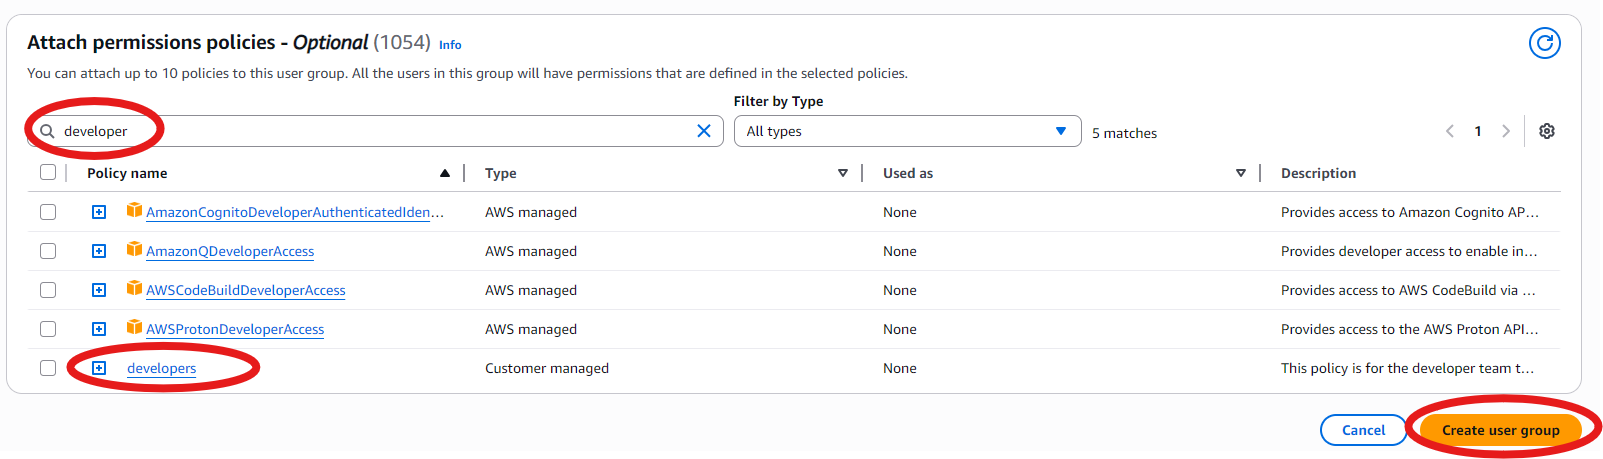 Attach permissions policies - Optional (1054) Info
You can attach up to 10 policies to this user group. All the users in this group will have permissions that are defined in the selected policies.
Filter by Type
developer All types 5 matches 1
Policy name Type Used as Description
AmazonCognitoDeveloperAuthenticatedIden... AWS managed None Provides access to Amazon Cognito AP...
AmazonQDeveloperAccess AWS managed None Provides developer access to enable in...
AWSCodeBuildDeveloperAccess AWS managed None Provides access to AWS CodeBuild via ...
AWSProtonDeveloperAccess AWS managed None Provides access to the AWS Proton API...
developers Customer managed None This policy is for the developer team t...
Cancel Create user group